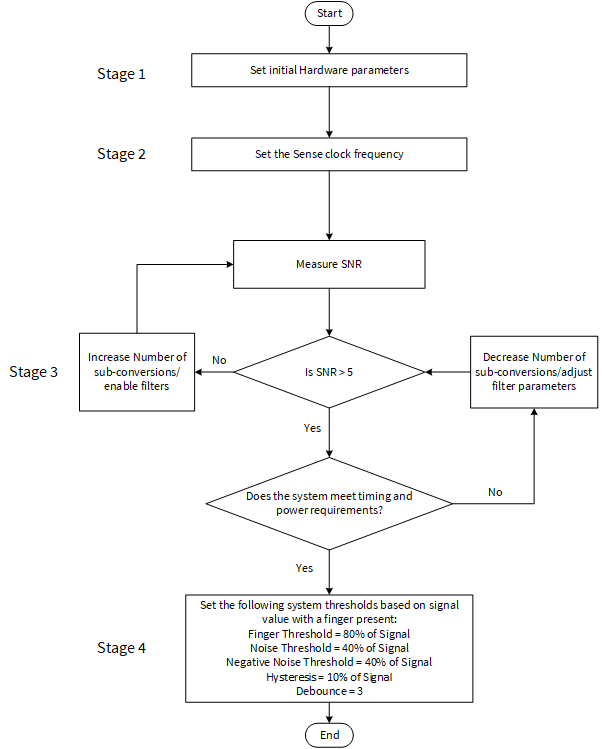 Start
Stage 1
Set initial Hardware parameters
Stage 2
Set the Sense clock frequency
Measure SNR
Stage 3
Increase Number of
sub-conversions/
enable filters
No
Is SNR > 5
Decrease Number of
sub-conversions/adjust
filter parameters
Yes
Does the system meet timing and
power requirements?
No
Yes
Stage 4
Set the following system thresholds based on signal
value with a finger present:
Finger Threshold = 80% of Signal
Noise Threshold = 40% of Signal
Negative Noise Threshold = 40% of Signal
Hysteresis = 10% of Signal
Debounce = 3
End